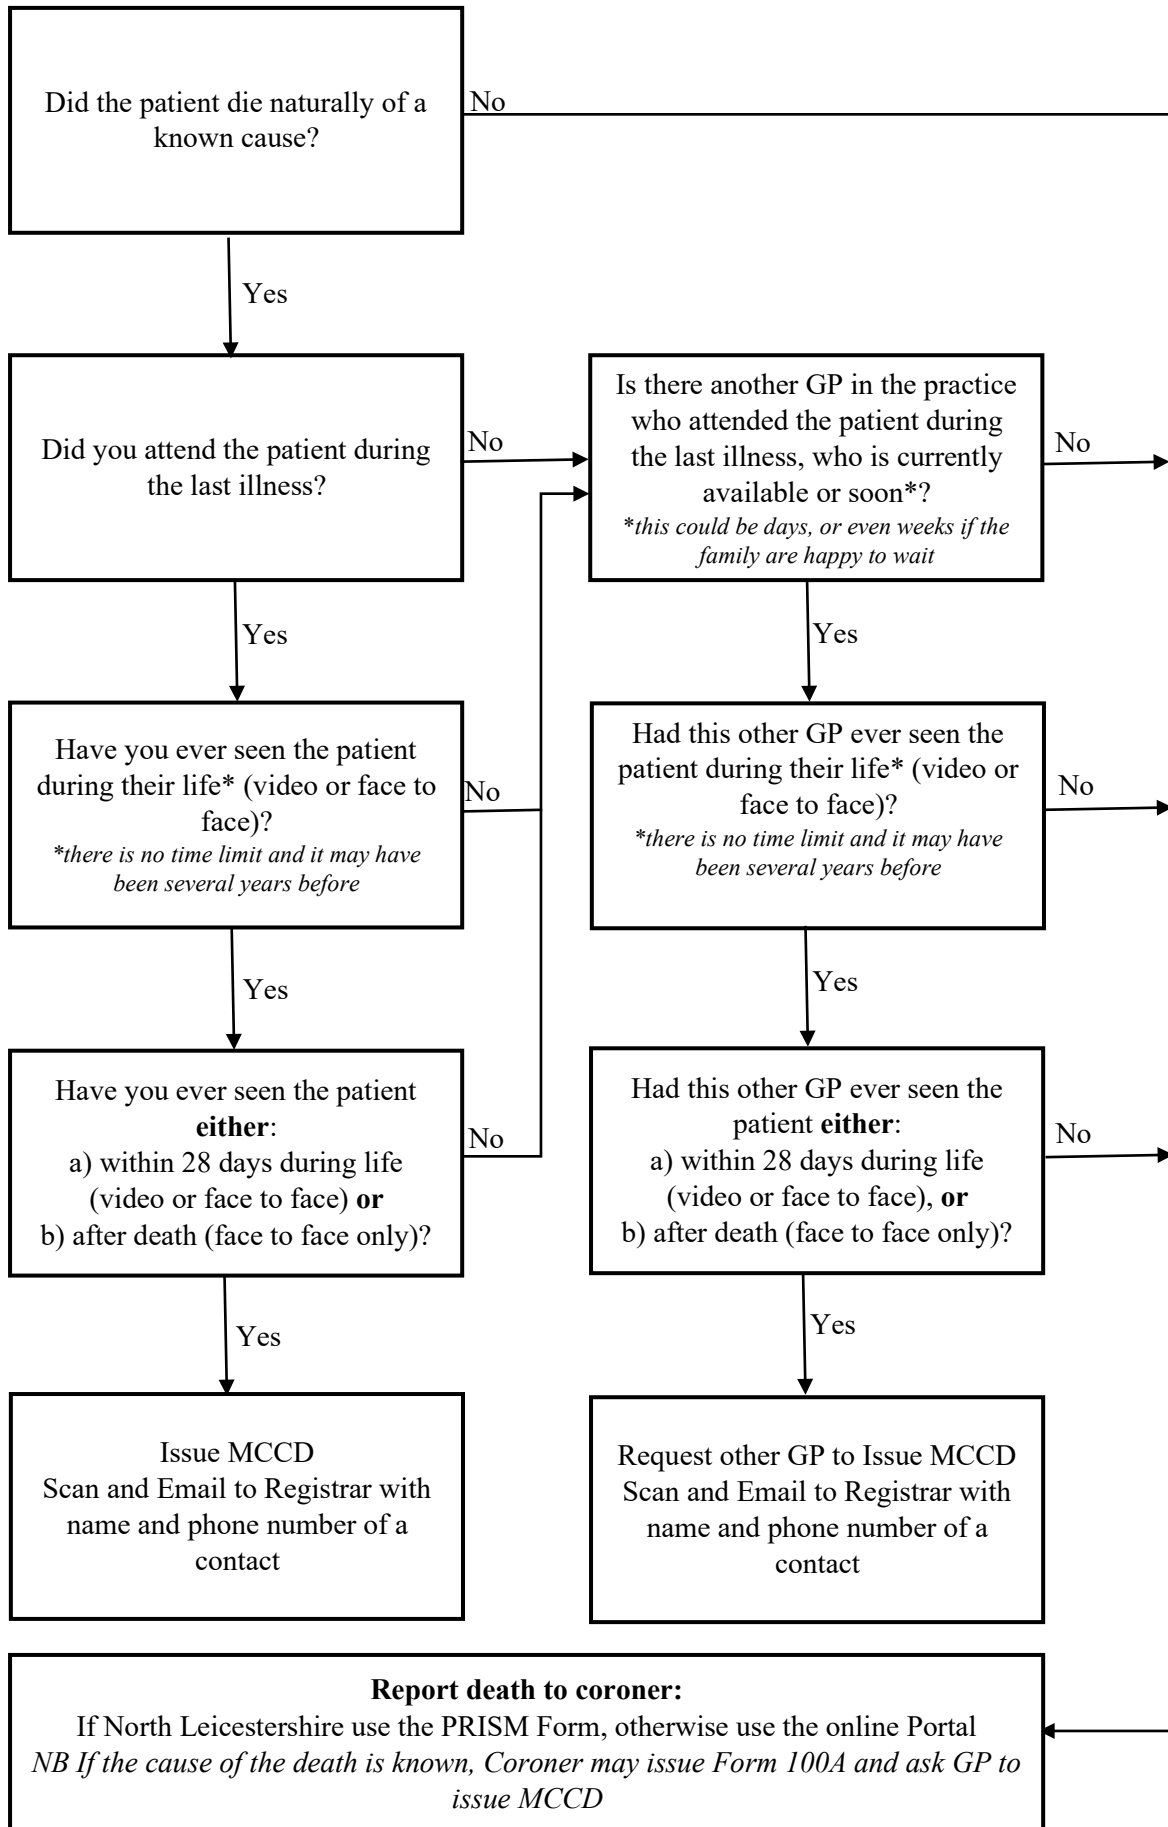 Did the patient die naturally of a
known cause?
No
Yes
Did you attend the patient during
the last illness?
No
Is there another GP in the practice
who attended the patient during
the last illness, who is currently
available or soon*?
*this could be days, or even weeks if the
family are happy to wait
No
Yes
Yes
Have you ever seen the patient
during their life* (video or face to
face)?
*there is no time limit and it may have
been several years before
No
Had this other GP ever seen the
patient during their life* (video or
face to face)?
*there is no time limit and it may have
been several years before
No
Yes
Yes
Have you ever seen the patient
either:
a) within 28 days during life
(video or face to face) or
b) after death (face to face only)?
No
Had this other GP ever seen the
patient either:
a) within 28 days during life
(video or face to face), or
b) after death (face to face only)?
No
Yes
Yes
Issue MCCD
Scan and Email to Registrar with
name and phone number of a
contact
Request other GP to Issue MCCD
Scan and Email to Registrar with
name and phone number of a
contact
Report death to coroner:
If North Leicestershire use the PRISM Form, otherwise use the online Portal
NB If the cause of the death is known, Coroner may issue Form 100A and ask GP to
issue MCCD